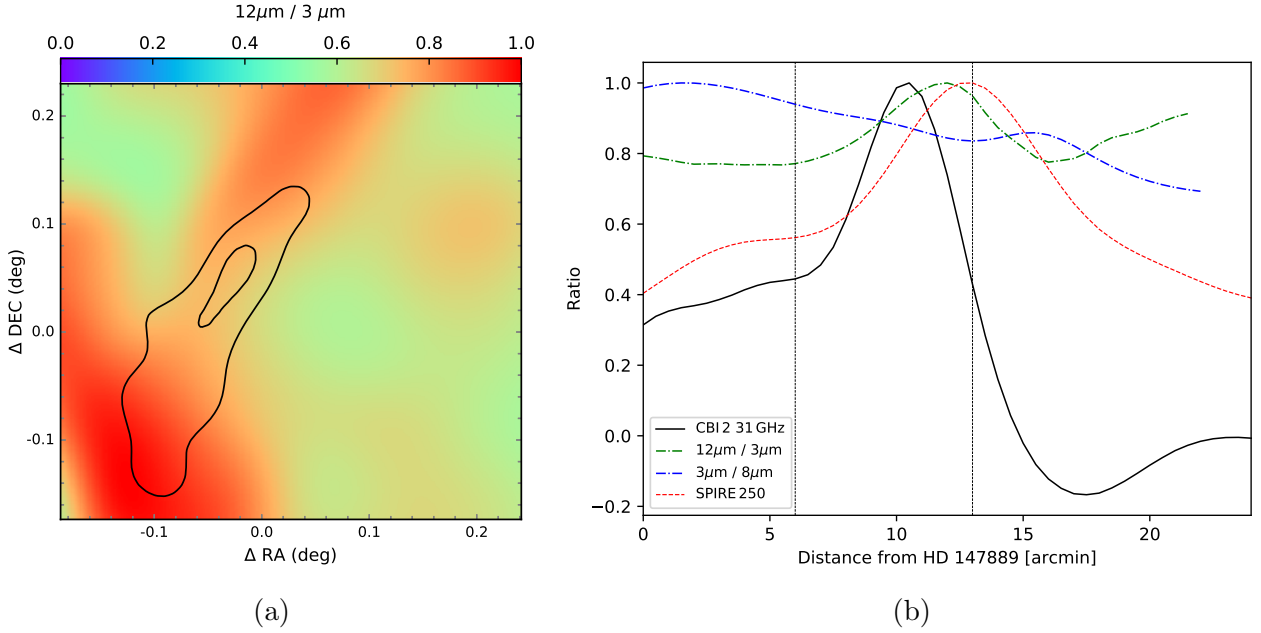 12μm / 3 μm
0.0 0.2 0.4 0.6 0.8 1.0
0.2
0.1
0.0
-0.1
Δ DEC (deg)
-0.1 0.0 0.1 0.2
Δ RA (deg)
(a)
1.0
0.8
0.6
0.4
0.2
0.0
−0.2
Ratio
CBI 2 31 GHz
12μm / 3μm
3μm / 8μm
SPIRE 250
0 5 10 15 20
Distance from HD 147889 [arcmin]
(b)